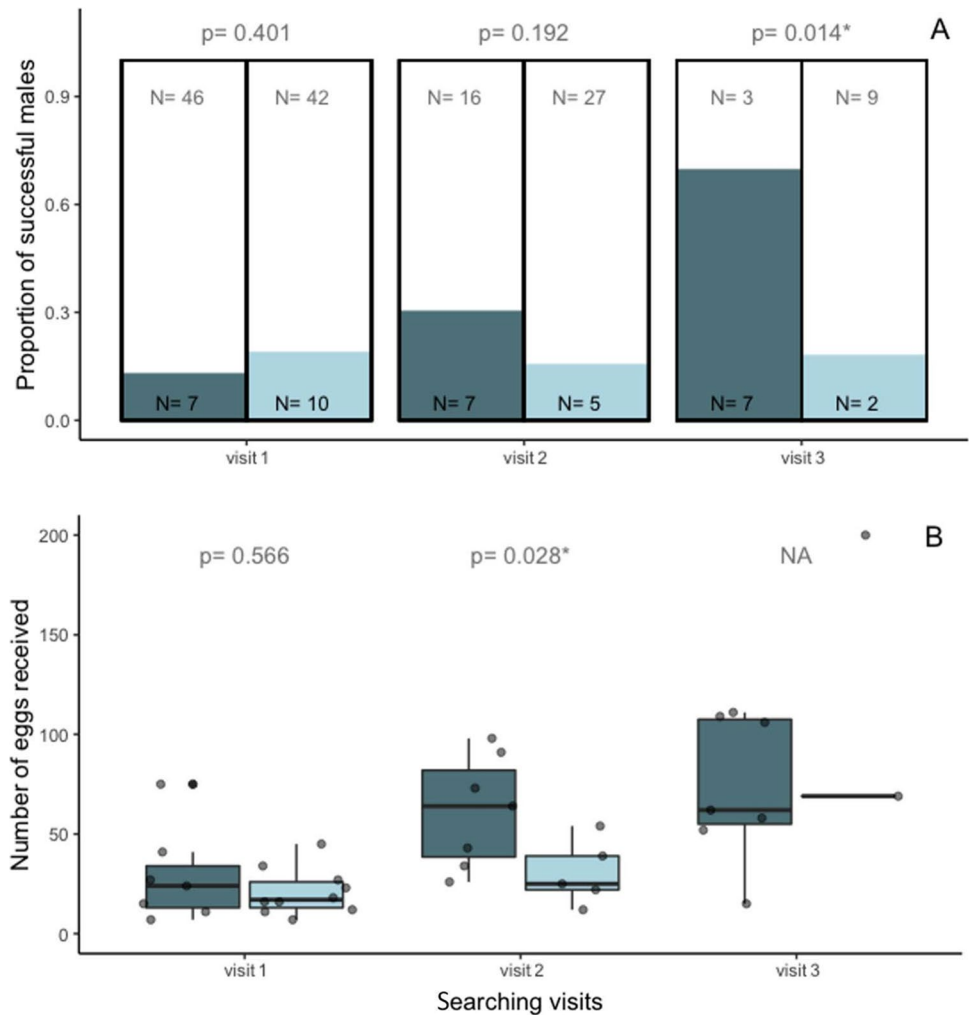 p= 0.401 p= 0.192 p= 0.014* A
N= 46 N= 42 N= 16 N= 27 N= 3 N= 9
0.9
0.6
0.3
0.0
N= 7 N= 10 N= 7 N= 5 N= 7 N= 2
Proportion of successful males
visit 1 visit 2 visit 3
p= 0.566 p= 0.028* NA B
200
150
100
50
0
Number of eggs received
visit 1 visit 2 visit 3
Searching visits